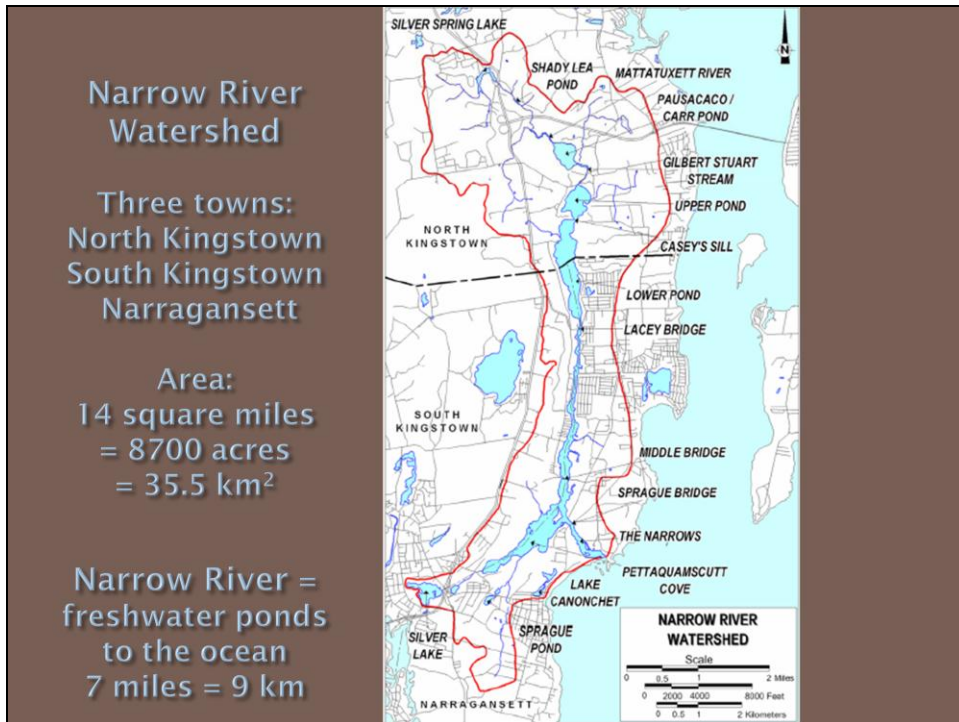 Narrow River
Watershed
Three towns:
North Kingstown
South Kingstown
Narragansett
Area:
14 square miles
= 8700 acres
= 35.5 km²
Narrow River =
freshwater ponds
to the ocean
7 miles = 9 km
SILVER SPRING LAKE
SHADY LEA
POND
MATTATUXETT RIVER
PAUSACACO /
CARR POND
GILBERT STUART
STREAM
UPPER POND
NORTH
KINGSTOWN
CASEY'S SILL
LOWER POND
LACEY BRIDGE
SOUTH
KINGSTOWN
MIDDLE BRIDGE
SPRAGUE BRIDGE
THE NARROWS
PETTAQUAMSCUTT
COVE
LAKE
CANONCHET
SPRAGUE
POND
SILVER
LAKE
NARRAGANSETT
N
NARROW RIVER
WATERSHED
Scale
0 0.5 1 2 Miles
0 2000 4000 8000 Feet
0 0.5 1 2 Kilometers